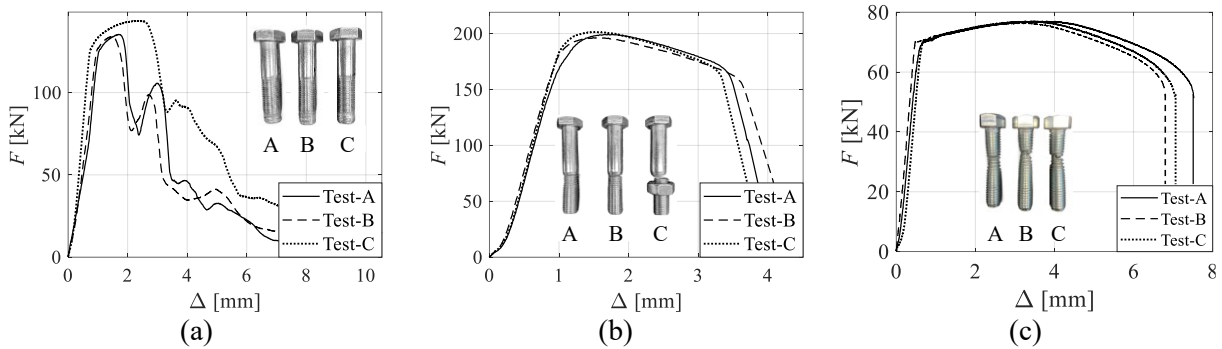 F [kN]
100
50
0
0 2 4 6 8 10
Δ [mm]
A B C
Test-A
Test-B
Test-C
(a)
F [kN]
200
150
100
50
0
0 1 2 3 4
Δ [mm]
A B C
Test-A
Test-B
Test-C
(b)
F [kN]
80
60
40
20
0
0 2 4 6 8
Δ [mm]
A B C
Test-A
Test-B
Test-C
(c)